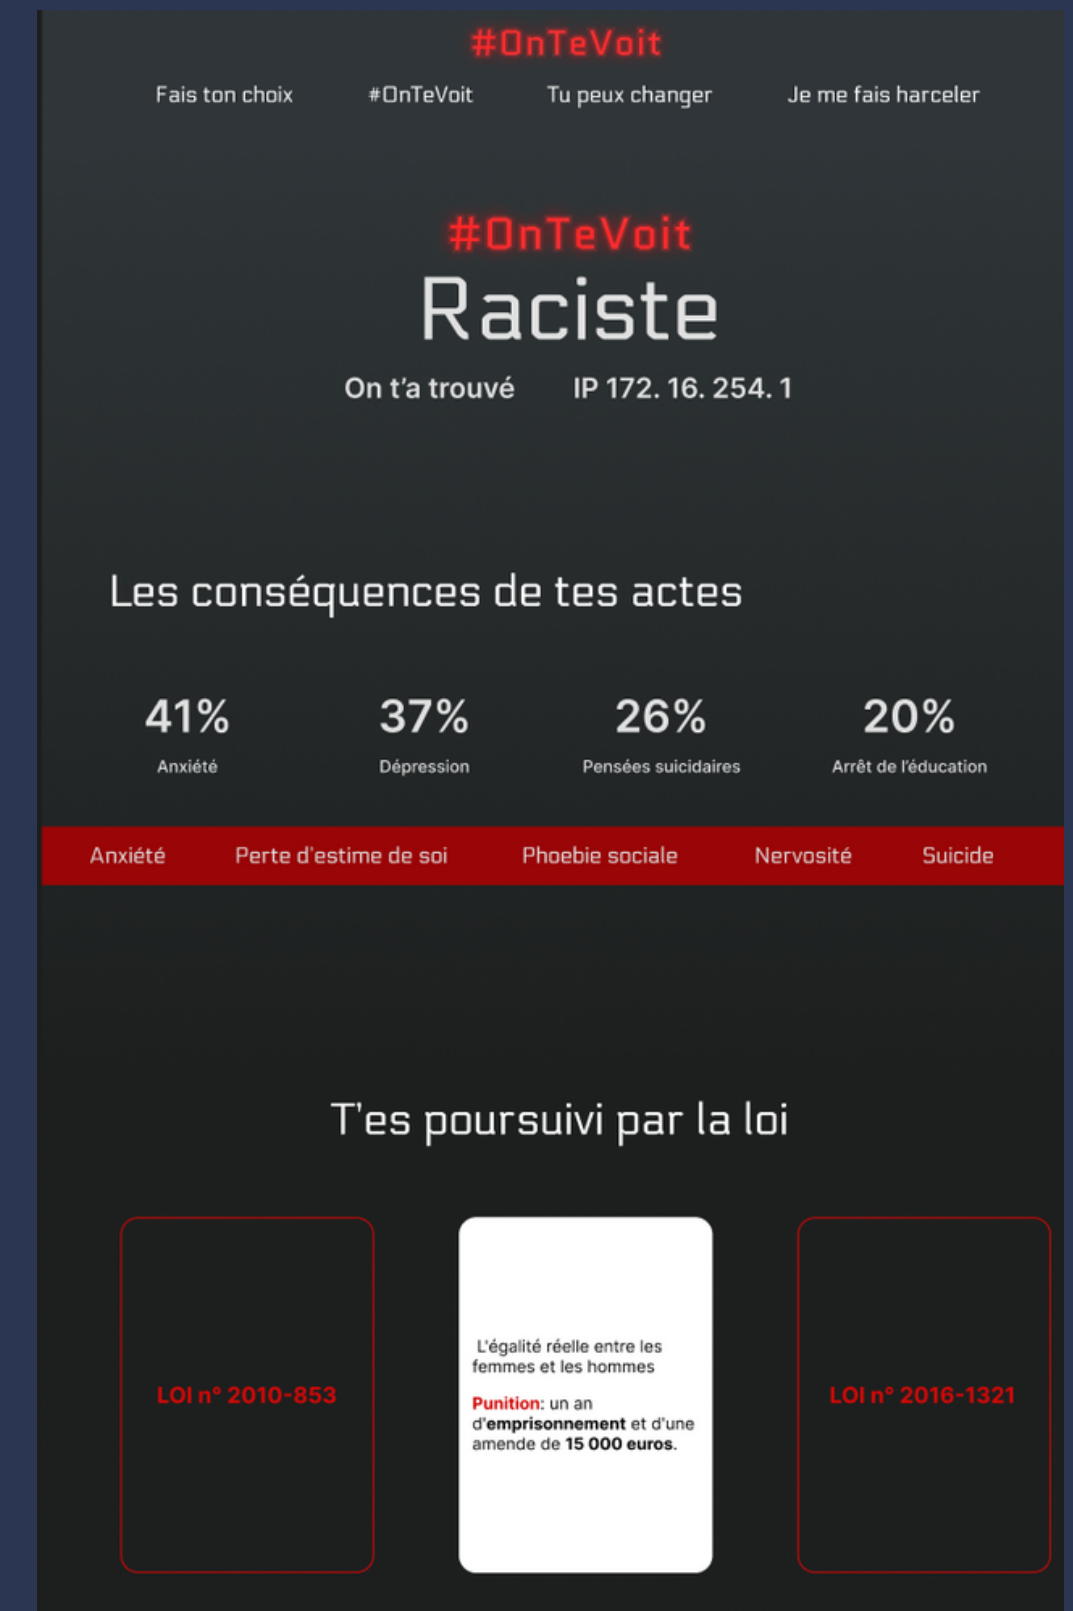 #OnTeVoit
Fais ton choix #OnTeVoit Tu peux changer Je me fais harceler
#OnTeVoit
Raciste
On t'a trouvé IP 172. 16. 254. 1
Les conséquences de tes actes
41% 37% 26% 20%
Anxiété Dépression Pensées suicidaires Arrêt de l'éducation
Anxiété Perte d'estime de soi Phoebie sociale Nervosité Suicide
T'es poursuivi par la loi
LOI n° 2010-853
L'égalité réelle entre les
femmes et les hommes
Punition: un an
d'emprisonnement et d'une
amende de 15 000 euros.
LOI n° 2016-1321